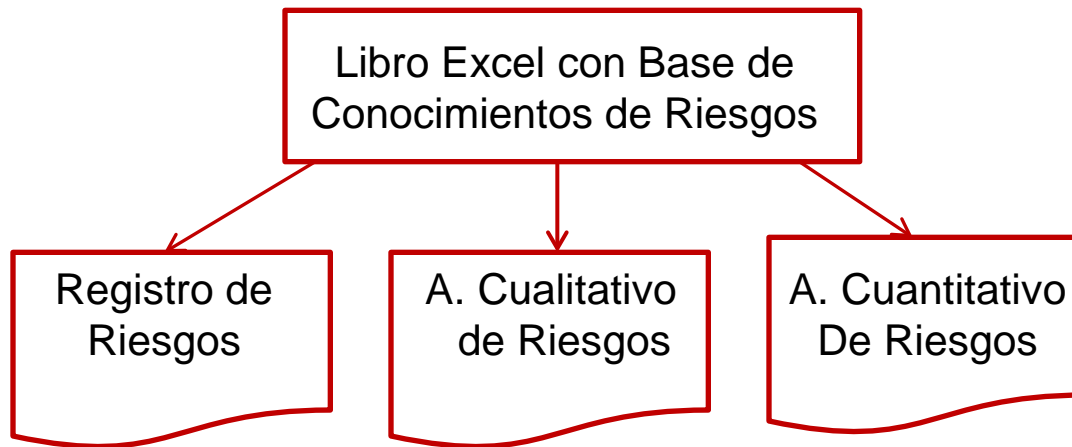 Libro Excel con Base de
Conocimientos de Riesgos
Registro de
Riesgos
A. Cualitativo
de Riesgos
A. Cuantitativo
De Riesgos